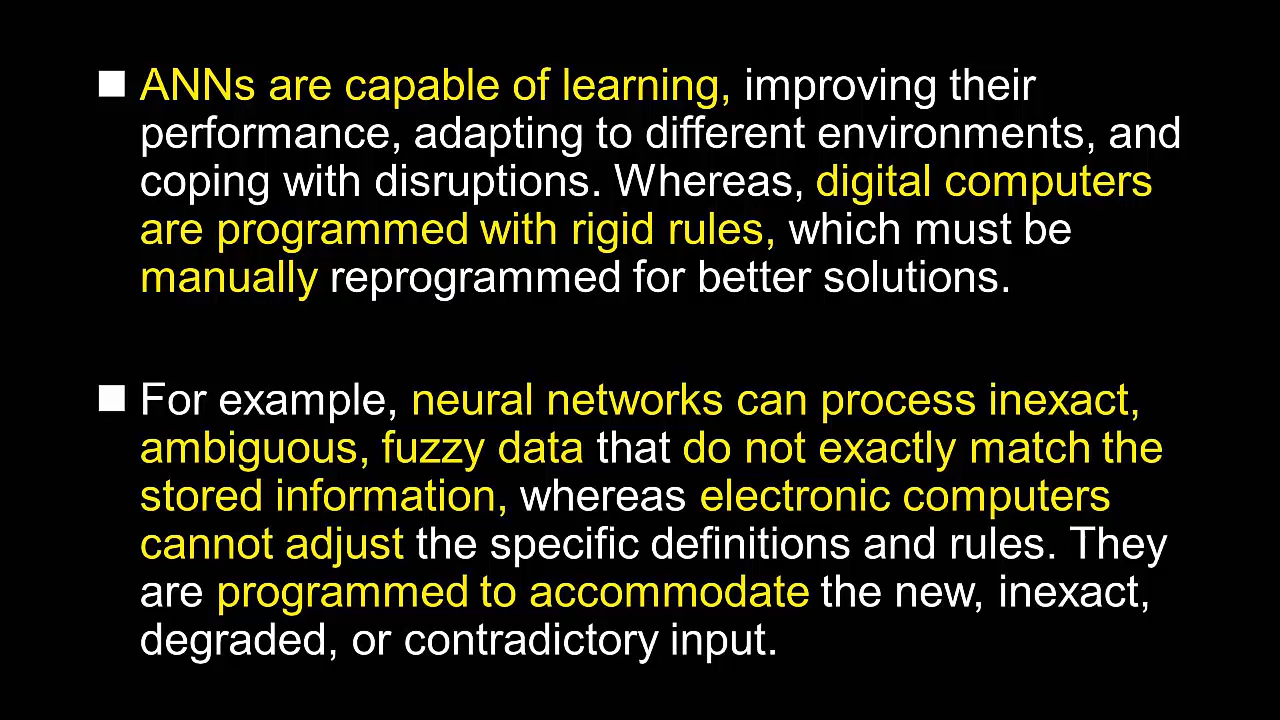 ANNs are capable of learning, improving their
performance, adapting to different environments, and
coping with disruptions. Whereas, digital computers
are programmed with rigid rules, which must be
manually reprogrammed for better solutions.
For example, neural networks can process inexact,
ambiguous, fuzzy data that do not exactly match the
stored information, whereas electronic computers
cannot adjust the specific definitions and rules. They
are programmed to accommodate the new, inexact,
degraded, or contradictory input.